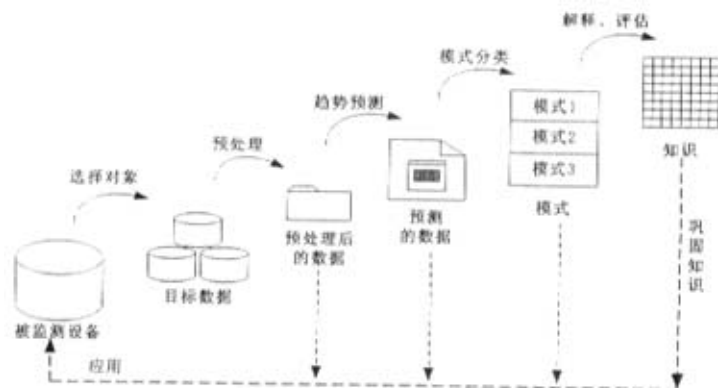 解释、评估
模式分类
趋势预测
预处理
选择对象
模式1
模式2
模式3
模式
知识
预测
的数据
预处理后
的数据
目标数据
被监测设备
巩固知识
应用